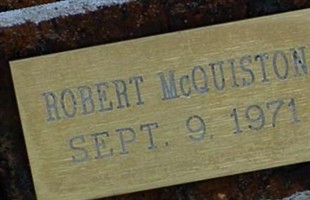 ROBERT McQUISTON
SEPT. 9. 1971